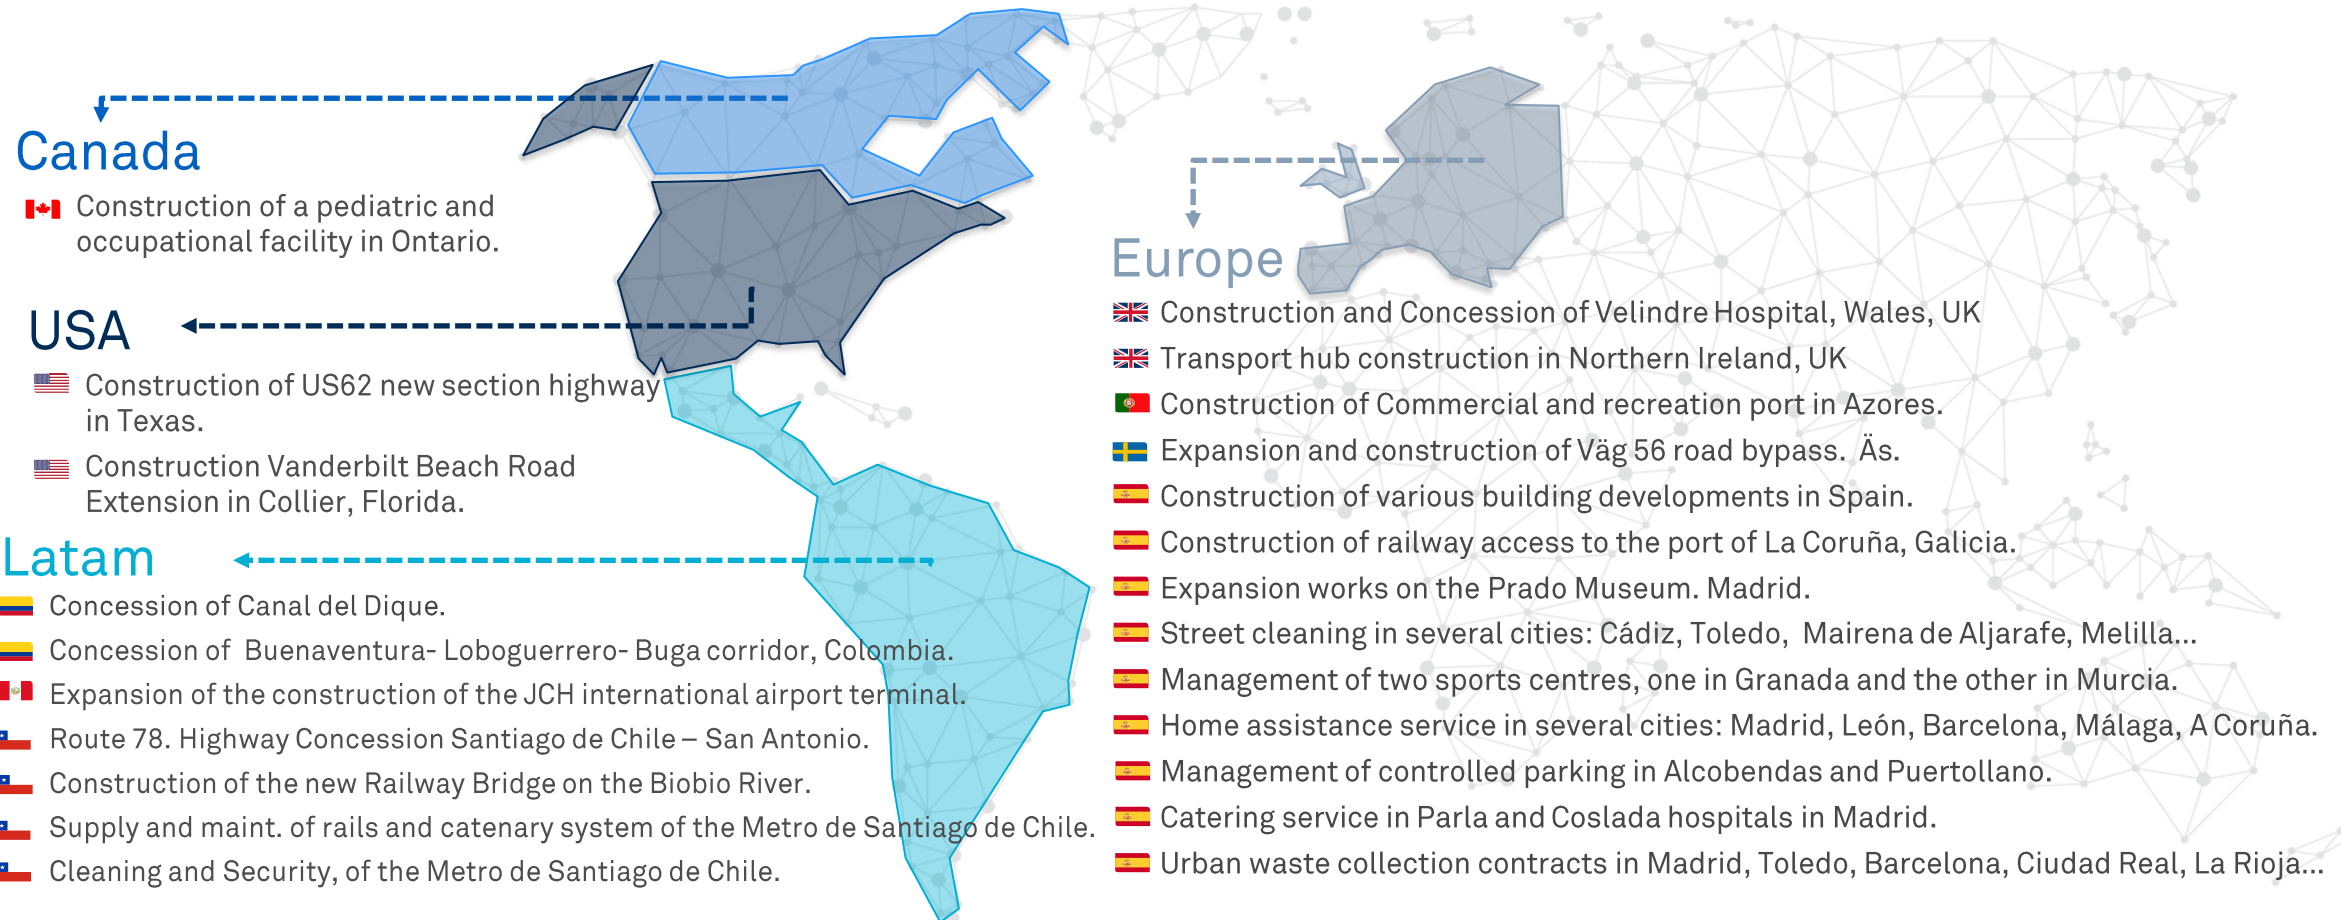 Canada
Construction of a pediatric and
occupational facility in Ontario.
USA
Construction of US62 new section highway
in Texas.
Construction Vanderbilt Beach Road
Extension in Collier, Florida.
Latam
Concession of Canal del Dique.
Concession of Buenaventura- Loboguerrero- Buga corridor, Colombia.
Expansion of the construction of the JCH international airport terminal.
Route 78. Highway Concession Santiago de Chile – San Antonio.
Construction of the new Railway Bridge on the Biobio River.
Supply and maint. of rails and catenary system of the Metro de Santiago de Chile.
Cleaning and Security, of the Metro de Santiago de Chile.
Europe
Construction and Concession of Velindre Hospital, Wales, UK
Transport hub construction in Northern Ireland, UK
Construction of Commercial and recreation port in Azores.
Expansion and construction of Väg 56 road bypass. Äs.
Construction of various building developments in Spain.
Construction of railway access to the port of La Coruña, Galicia.
Expansion works on the Prado Museum. Madrid.
Street cleaning in several cities: Cádiz, Toledo, Mairena de Aljarafe, Melilla...
Management of two sports centres, one in Granada and the other in Murcia.
Home assistance service in several cities: Madrid, León, Barcelona, Málaga, A Coruña.
Management of controlled parking in Alcobendas and Puertollano.
Catering service in Parla and Coslada hospitals in Madrid.
Urban waste collection contracts in Madrid, Toledo, Barcelona, Ciudad Real, La Rioja...